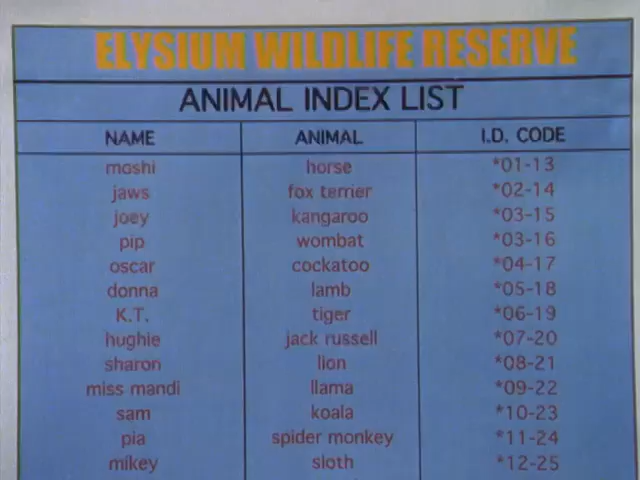 ELYSIUM WILDLIFE RESERVE
ANIMAL INDEX LIST
NAME ANIMAL I.D. CODE
moshi horse *01-13
jaws fox terrier *02-14
joey kangaroo *03-15
pip wombat *03-16
oscar cockatoo *04-17
donna lamb *05-18
K.T. tiger *06-19
hughie jack russell *07-20
sharon lion *08-21
miss mandi llama *09-22
sam koala *10-23
pia spider monkey *11-24
mikey sloth *12-25